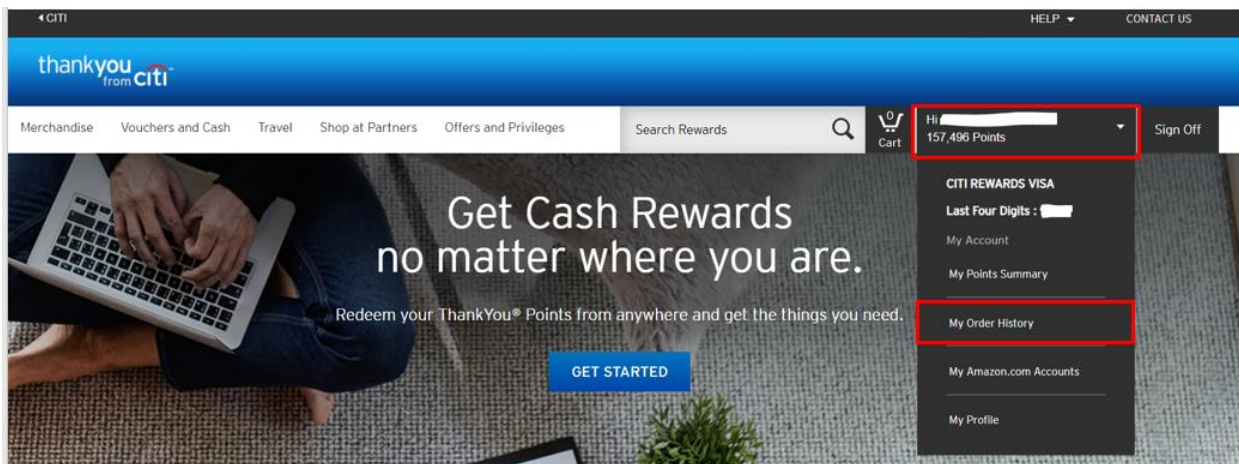 CITI
HELP
CONTACT US
thankyou
from citi
Merchandise
Vouchers and Cash
Travel
Shop at Partners
Offers and Privileges
Search Rewards
0
Cart
Hi
157,496 Points
Sign Off
CITI REWARDS VISA
Last Four Digits :
My Account
My Points Summary
My Order History
My Amazon.com Accounts
My Profile
Get Cash Rewards
no matter where you are.
Redeem your ThankYou® Points from anywhere and get the things you need.
GET STARTED